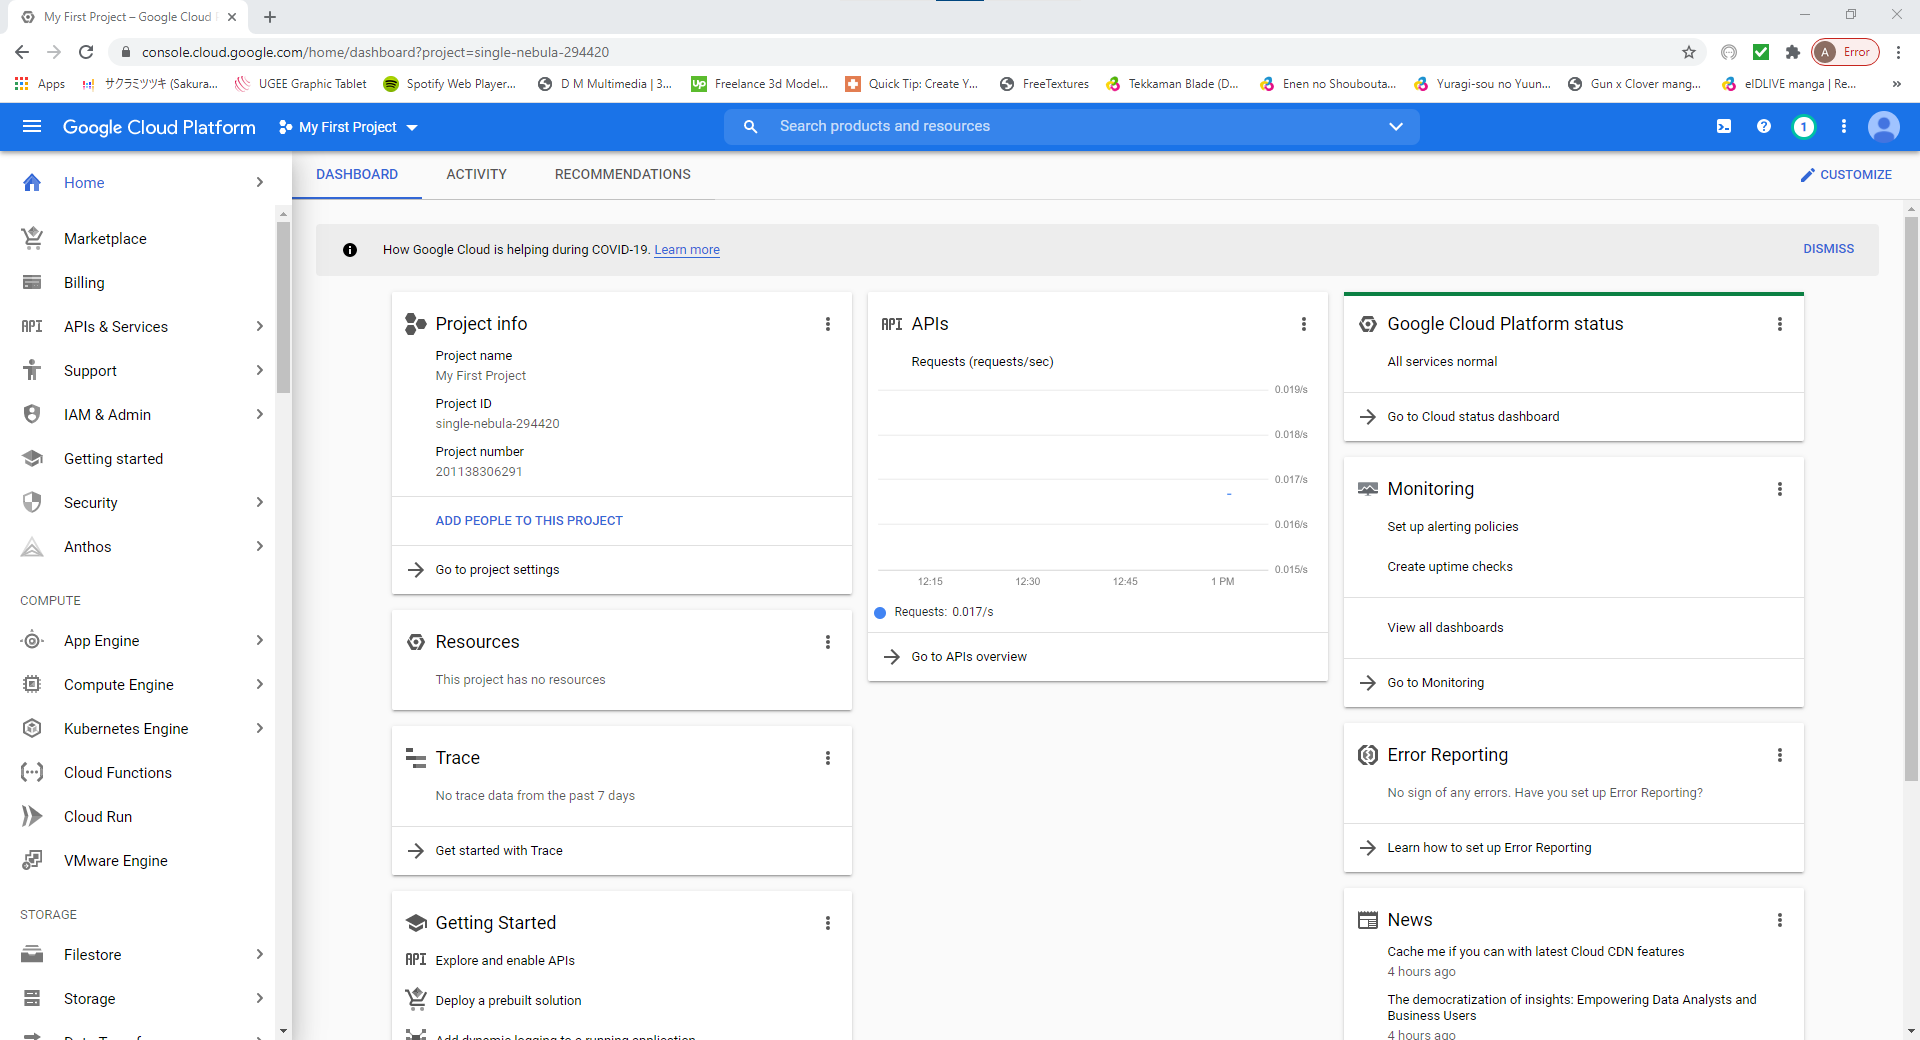 My First Project – Google Cloud
console.cloud.google.com/home/dashboard?project=single-nebula-294420
A Error
Apps
サクラミツツキ (Sakura...
UGEE Graphic Tablet
Spotify Web Player...
D M Multimedia | 3...
Freelance 3d Model...
Quick Tip: Create Y...
FreeTextures
Tekkaman Blade (D...
Enen no Shoubouta...
Yuragi-sou no Yuun...
Gun x Clover mang...
elDLIVE manga | Re...
Google Cloud Platform
My First Project
Search products and resources
1
Home
Marketplace
Billing
API APIs & Services
Support
IAM & Admin
Getting started
Security
Anthos
COMPUTE
App Engine
Compute Engine
Kubernetes Engine
Cloud Functions
Cloud Run
VMware Engine
STORAGE
Filestore
Storage
DASHBOARD
ACTIVITY
RECOMMENDATIONS
CUSTOMIZE
How Google Cloud is helping during COVID-19. Learn more
DISMISS
Project info
Project name
My First Project
Project ID
single-nebula-294420
Project number
201138306291
ADD PEOPLE TO THIS PROJECT
Go to project settings
Resources
This project has no resources
Trace
No trace data from the past 7 days
Get started with Trace
Getting Started
API Explore and enable APIs
Deploy a prebuilt solution
Add dynamic logging to a running application
API APIs
Requests (requests/sec)
0.019/s
0.018/s
0.017/s
0.016/s
0.015/s
12:15
12:30
12:45
1 PM
Requests: 0.017/s
Go to APIs overview
Google Cloud Platform status
All services normal
Go to Cloud status dashboard
Monitoring
Set up alerting policies
Create uptime checks
View all dashboards
Go to Monitoring
Error Reporting
No sign of any errors. Have you set up Error Reporting?
Learn how to set up Error Reporting
News
Cache me if you can with latest Cloud CDN features
4 hours ago
The democratization of insights: Empowering Data Analysts and
Business Users
4 hours ago